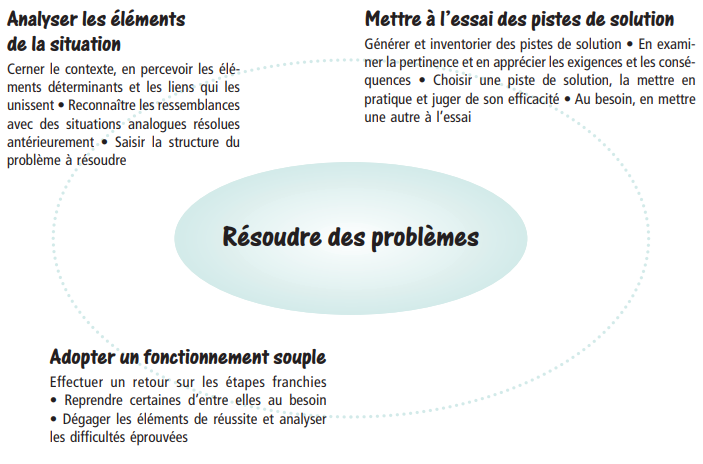 Analyser les éléments
de la situation
Cerner le contexte, en percevoir les élé-
ments déterminants et les liens qui les
unissent • Reconnaître les ressemblances
avec des situations analogues résolues
antérieurement • Saisir la structure du
problème à résoudre
Mettre à l’essai des pistes de solution
Générer et inventorier des pistes de solution • En exami-
ner la pertinence et en apprécier les exigences et les consé-
quences • Choisir une piste de solution, la mettre en
pratique et juger de son efficacité • Au besoin, en mettre
une autre à l’essai
Résoudre des problèmes
Adopter un fonctionnement souple
Effectuer un retour sur les étapes franchies
• Reprendre certaines d’entre elles au besoin
• Dégager les éléments de réussite et analyser
les difficultés éprouvées